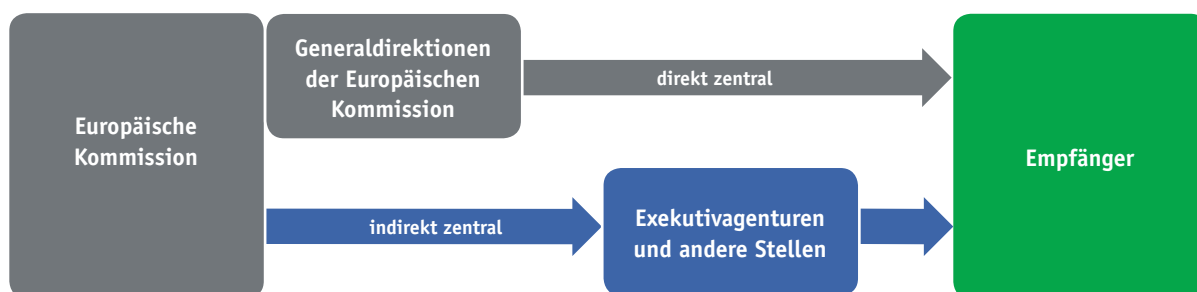 Europäische
Kommission
Generaldirektionen
der Europäischen
Kommission
direkt zentral
indirekt zentral
Exekutivagenturen
und andere Stellen
Empfänger